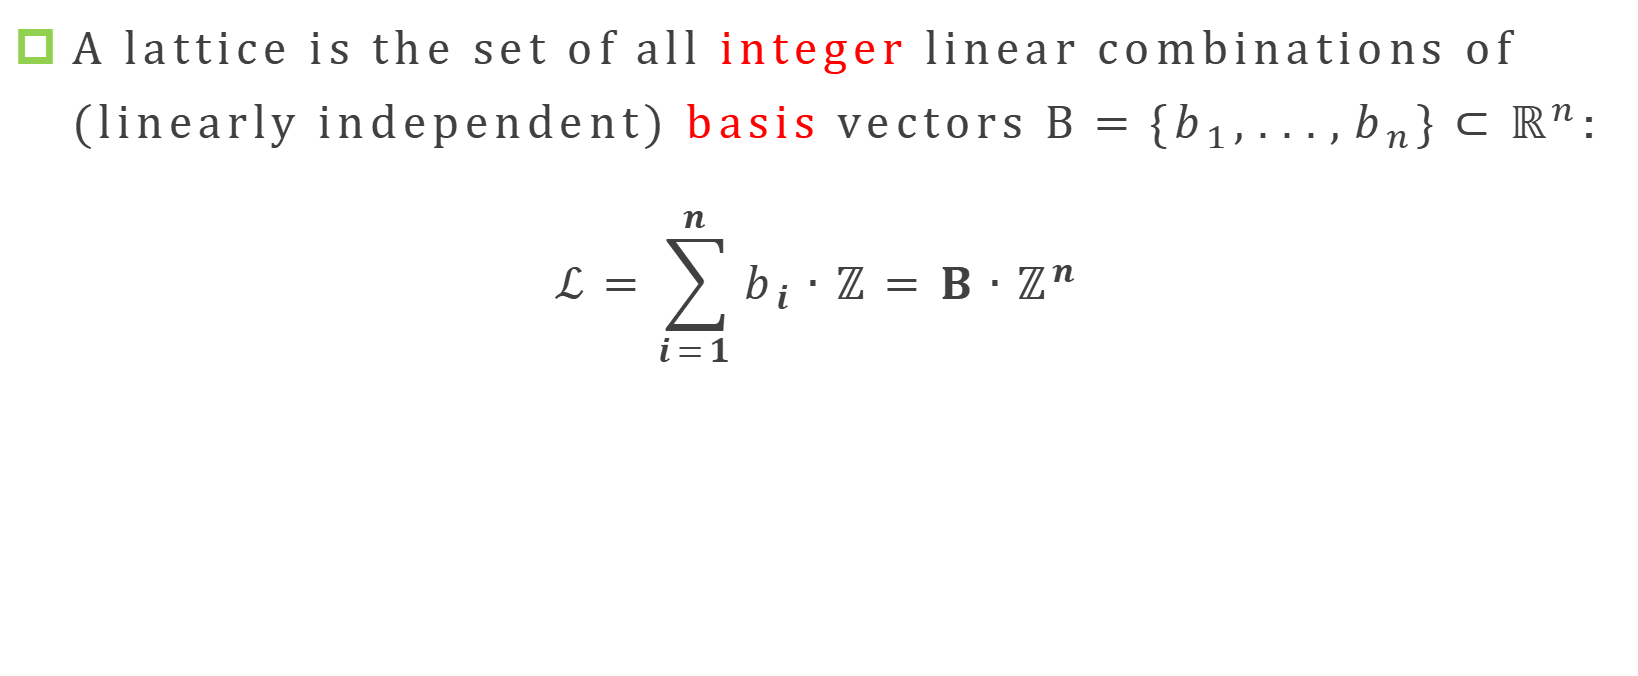 A lattice is the set of all integer linear combinations of
(linearly independent) basis vectors B = {b₁, . . . , bₙ} ⊂ ℝⁿ:
ℒ = ∑ᵢ₌₁ⁿ bᵢ · ℤ = B · ℤⁿ